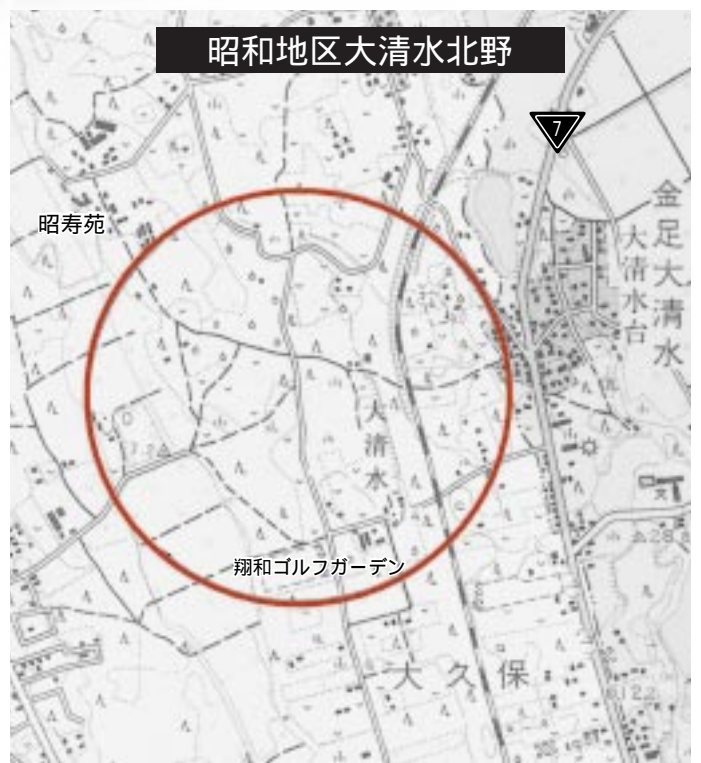 昭和地区大清水北野
7
昭寿苑
金足大清水
大清水台
大清水
翔和ゴルフガーデン
大久保